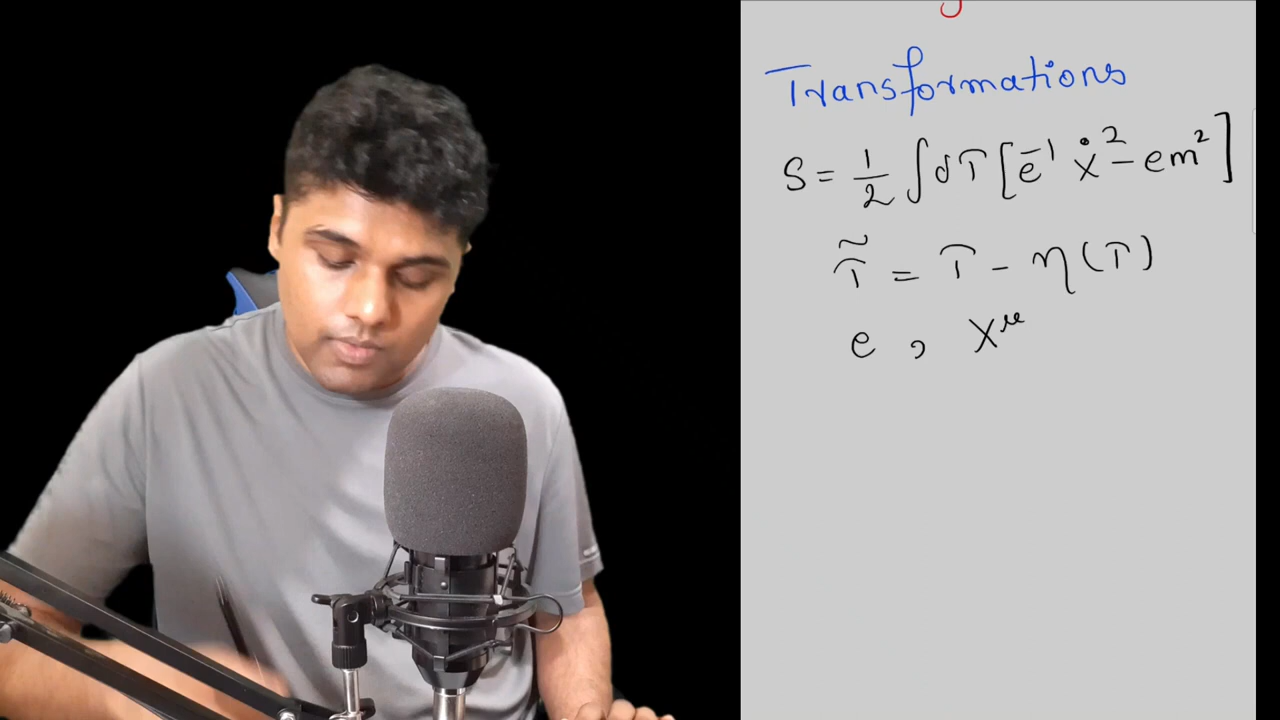 Transformations
S = 1/2 ∫dτ [e⁻¹ ẋ² - em²]
τ̃ = τ - η(τ)
e , x^μ